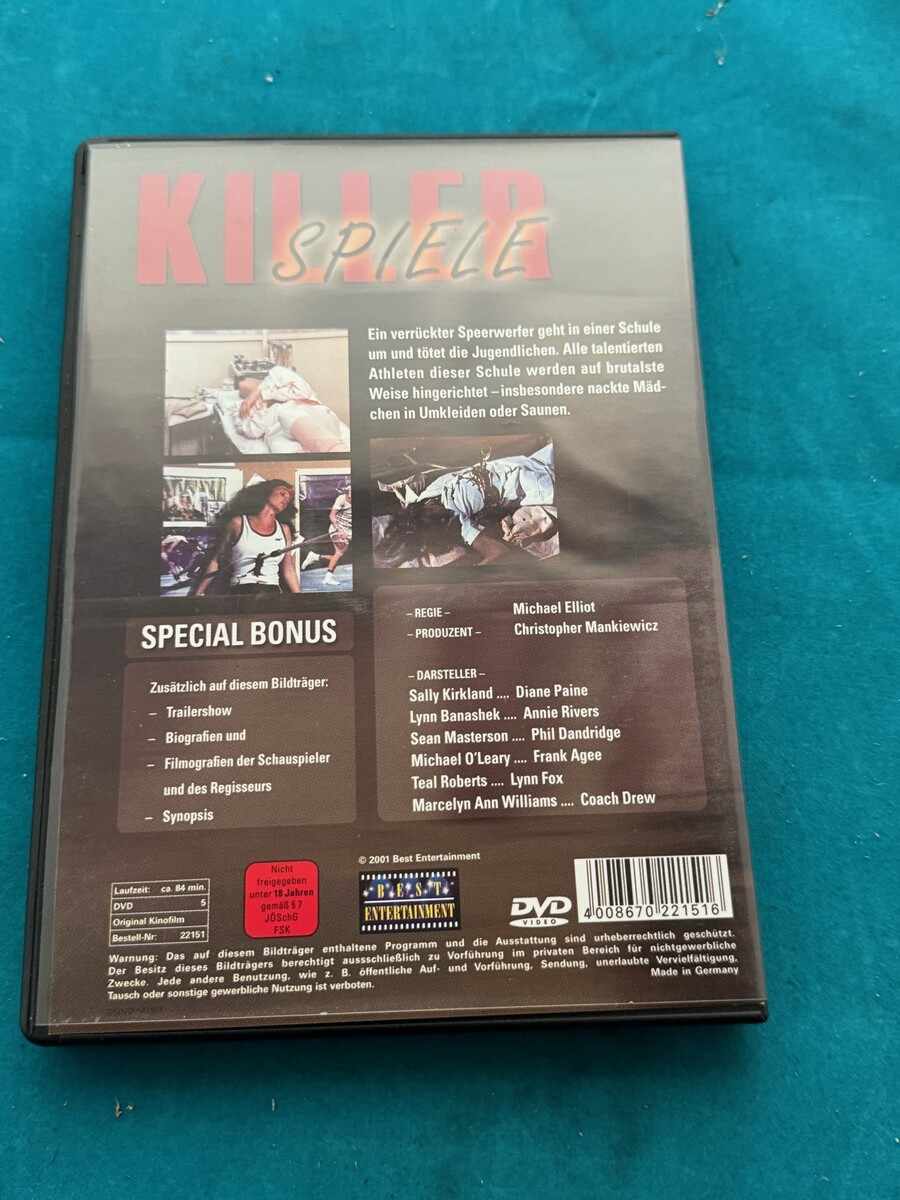 KILLER
SPIELE
Ein verrückter Speerwerfer geht in einer Schule
um und tötet die Jugendlichen. Alle talentierten
Athleten dieser Schule werden auf brutalste
Weise hingerichtet – insbesondere nackte Mäd-
chen in Umkleiden oder Saunen.
SPECIAL BONUS
Zusätzlich auf diesem Bildträger:
– Trailershow
– Biografien und
– Filmografien der Schauspieler
und des Regisseurs
– Synopsis
– REGIE – Michael Elliot
– PRODUZENT – Christopher Mankiewicz
– DARSTELLER –
Sally Kirkland .... Diane Paine
Lynn Banashek .... Annie Rivers
Sean Masterson .... Phil Dandridge
Michael O'Leary .... Frank Agee
Teal Roberts .... Lynn Fox
Marcelyn Ann Williams .... Coach Drew
Laufzeit: ca. 84 min.
DVD 5
Original Kinofilm
Bestell-Nr: 22151
Nicht
freigegeben
unter 18 Jahren
gemäß § 7
JÖSchG
FSK
© 2001 Best Entertainment
B·E·S·T
ENTERTAINMENT
DVD
VIDEO
4 008670 221516
Warnung: Das auf diesem Bildträger enthaltene Programm und die Ausstattung sind urheberrechtlich geschützt.
Der Besitz dieses Bildträgers berechtigt aussschließlich zu Vorführung im privaten Bereich für nichtgewerbliche
Zwecke. Jede andere Benutzung, wie z. B. öffentliche Auf- und Vorführung, Sendung, unerlaubte Vervielfältigung,
Tausch oder sonstige gewerbliche Nutzung ist verboten.
Made in Germany